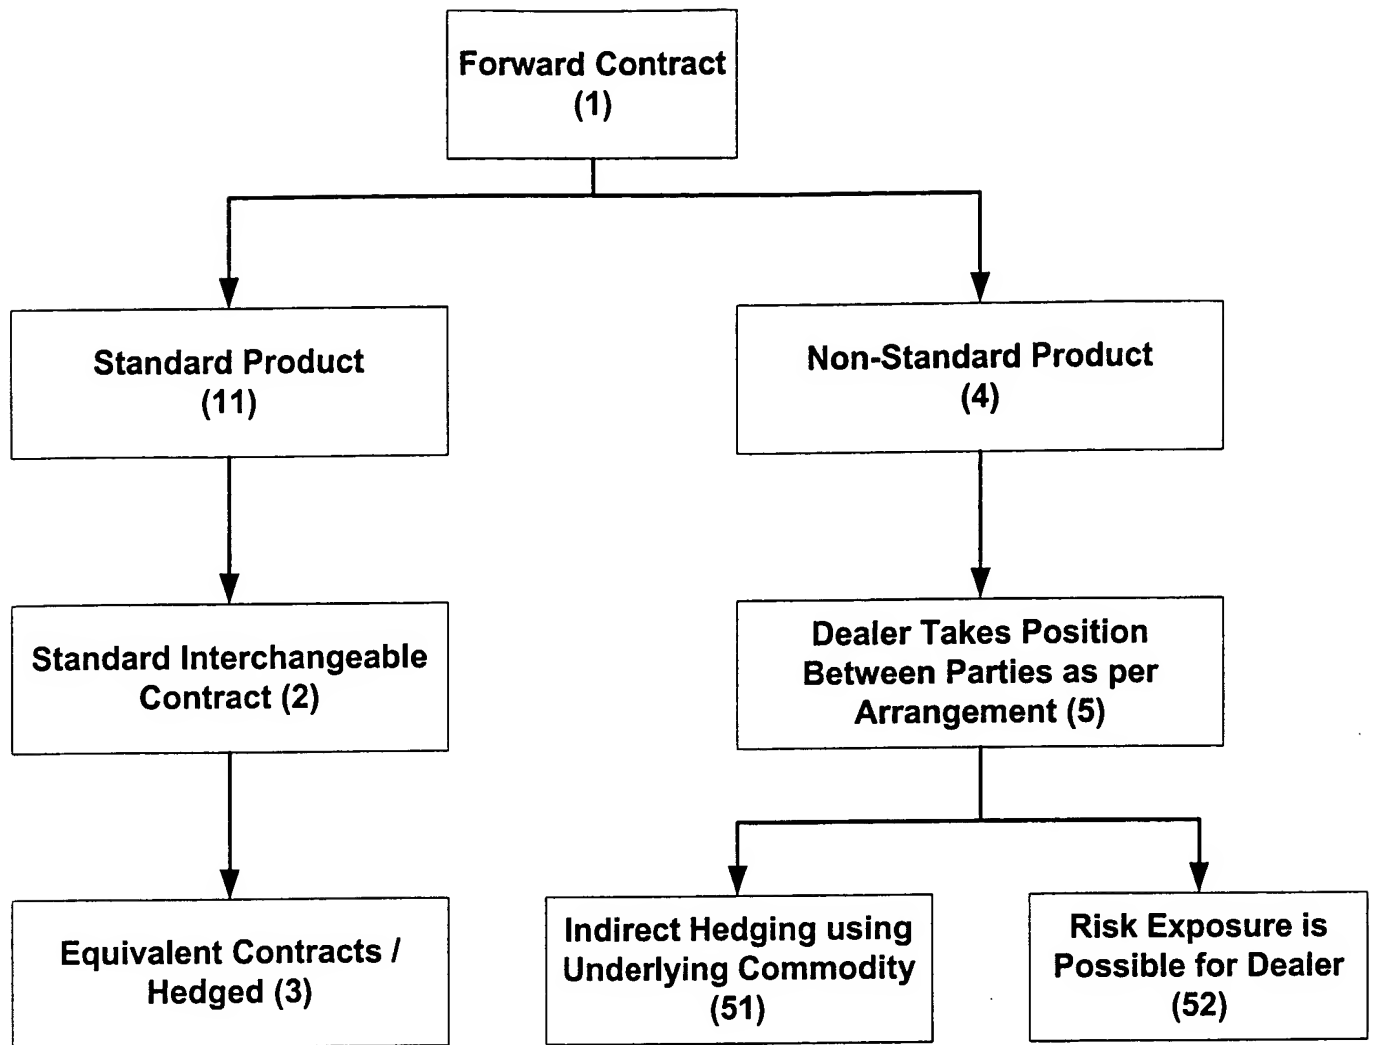 Forward Contract
(1)
Standard Product
(11)
Non-Standard Product
(4)
Standard Interchangeable
Contract (2)
Dealer Takes Position
Between Parties as per
Arrangement (5)
Equivalent Contracts /
Hedged (3)
Indirect Hedging using
Underlying Commodity
(51)
Risk Exposure is
Possible for Dealer
(52)